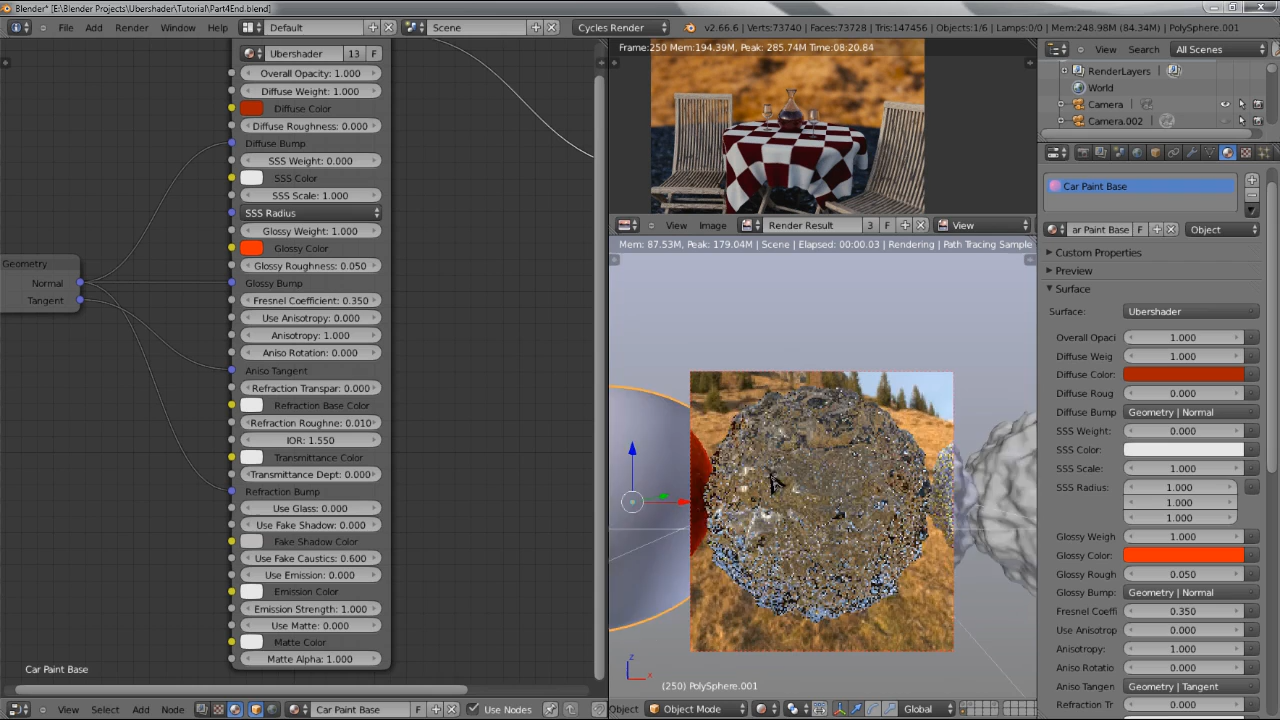 Blender* [E:\Blender Projects\Ubershader\Tutorial\Part4End.blend]
File Add Render Window Help Default Scene Cycles Render v2.66.6 | Verts:73740 | Faces:73728 | Tris:147456 | Objects:1/6 | Lamps:0/0 | Mem:248.98M (84.34M) | PolySphere.001
Ubershader 13 F
Overall Opacity: 1.000
Diffuse Weight: 1.000
Diffuse Color
Diffuse Roughness: 0.000
Diffuse Bump
SSS Weight: 0.000
SSS Color
SSS Scale: 1.000
SSS Radius
Glossy Weight: 1.000
Glossy Color
Glossy Roughness: 0.050
Glossy Bump
Fresnel Coefficient: 0.350
Use Anisotropy: 0.000
Anisotropy: 1.000
Aniso Rotation: 0.000
Aniso Tangent
Refraction Transpar: 0.000
Refraction Base Color
Refraction Roughne: 0.010
IOR: 1.550
Transmittance Color
Transmittance Dept: 0.000
Refraction Bump
Use Glass: 0.000
Use Fake Shadow: 0.000
Fake Shadow Color
Use Fake Caustics: 0.600
Use Emission: 0.000
Emission Color
Emission Strength: 1.000
Use Matte: 0.000
Matte Color
Matte Alpha: 1.000
Geometry
Normal
Tangent
Car Paint Base
View Select Add Node Car Paint Base F Use Nodes
Frame:250 Mem:194.39M, Peak: 285.74M Time:08:20.84
View Image Render Result 3 F View
Mem: 87.53M, Peak: 179.04M | Scene | Elapsed: 00:00.03 | Rendering | Path Tracing Sample
z
x
(250) PolySphere.001
Object Object Mode Global
View Search All Scenes
RenderLayers |
World
Camera |
Camera.002 |
Car Paint Base
ar Paint Base F Object
Custom Properties
Preview
Surface
Surface: Ubershader
Overall Opaci 1.000
Diffuse Weig 1.000
Diffuse Color:
Diffuse Roug 0.000
Diffuse Bump Geometry | Normal
SSS Weight: 0.000
SSS Color:
SSS Scale: 1.000
SSS Radius: 1.000
1.000
1.000
Glossy Weigh 1.000
Glossy Color:
Glossy Rough 0.050
Glossy Bump: Geometry | Normal
Fresnel Coeffi 0.350
Use Anisotrop 0.000
Anisotropy: 1.000
Aniso Rotatio 0.000
Aniso Tangen Geometry | Tangent
Refraction Tr 0.000